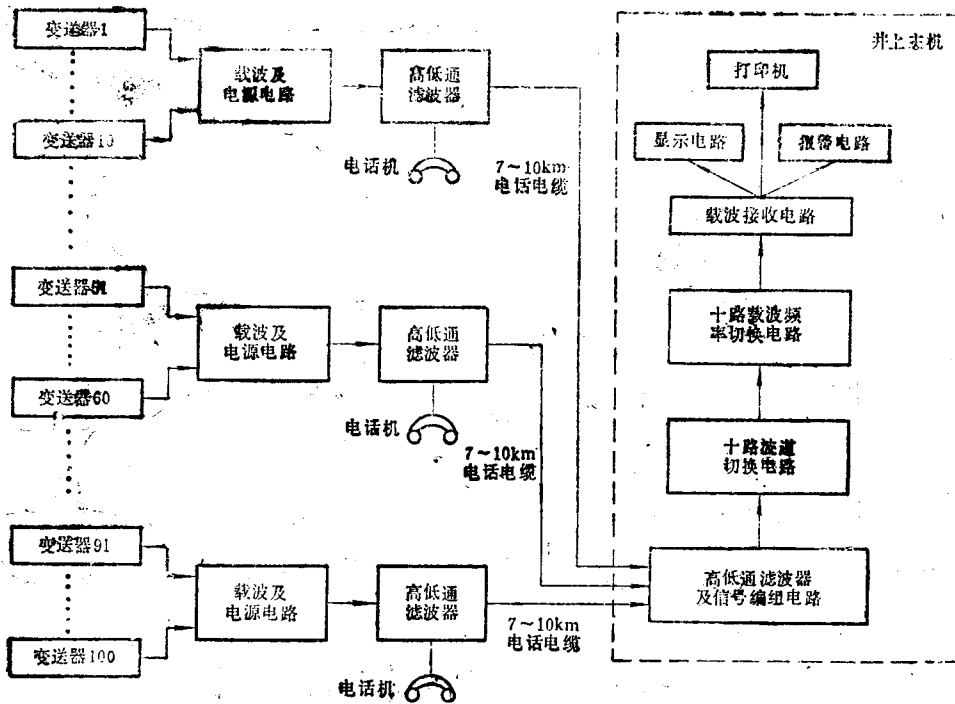 变送器1
变送器10
载波及
电源电路
高低通
滤波器
电话机
7～10km
电话电缆
变送器51
变送器60
载波及
电源电路
高低通
滤波器
电话机
7～10km
电话电缆
变送器91
变送器100
载波及
电源电路
高低通
滤波器
电话机
7～10km
电话电缆
井上主机
打印机
显示电路
报警电路
载波接收电路
十路载波频
率切换电路
十路波道
切换电路
高低通滤波器
及信号编组电路